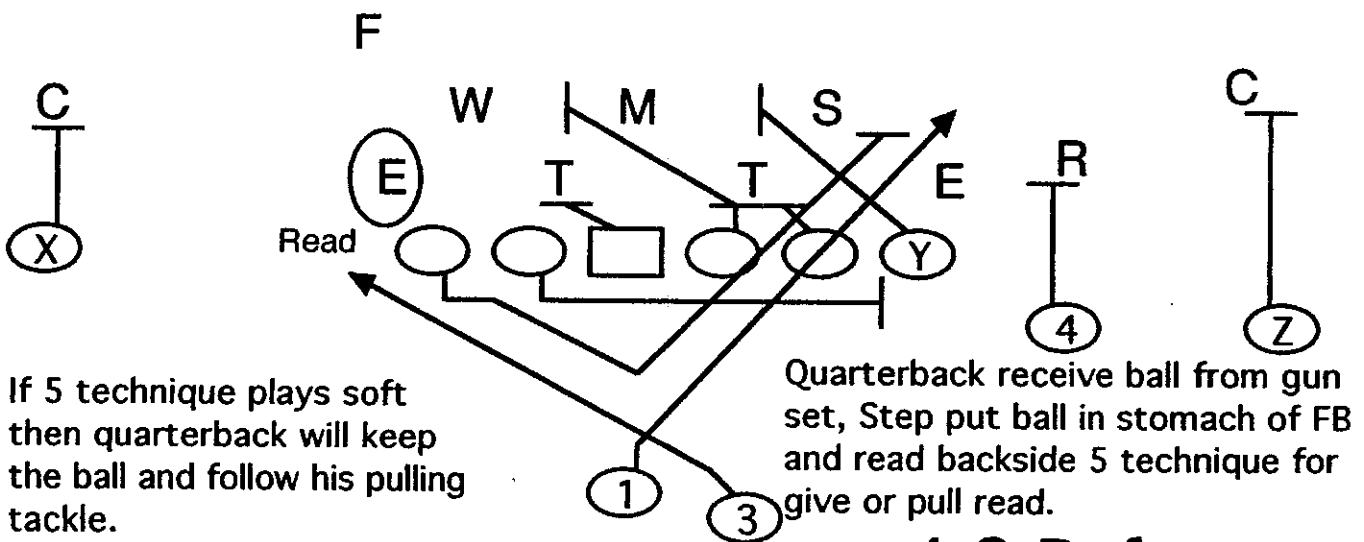 F
C
C
W M S
E T T E R
X
Read
Y
4
Z
If 5 technique plays soft
then quarterback will keep
the ball and follow his pulling
tackle.
Quarterback receive ball from gun
set, Step put ball in stomach of FB
and read backside 5 technique for
give or pull read.
1
3